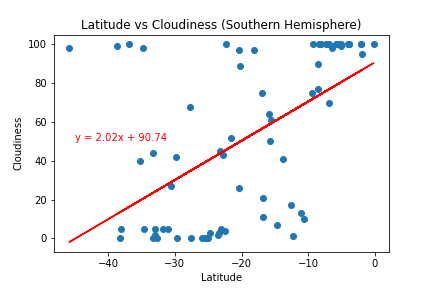 Latitude vs Cloudiness (Southern Hemisphere)
100
80
60
40
20
0
Cloudiness
y = 2.02x + 90.74
−40
−30
−20
−10
0
Latitude